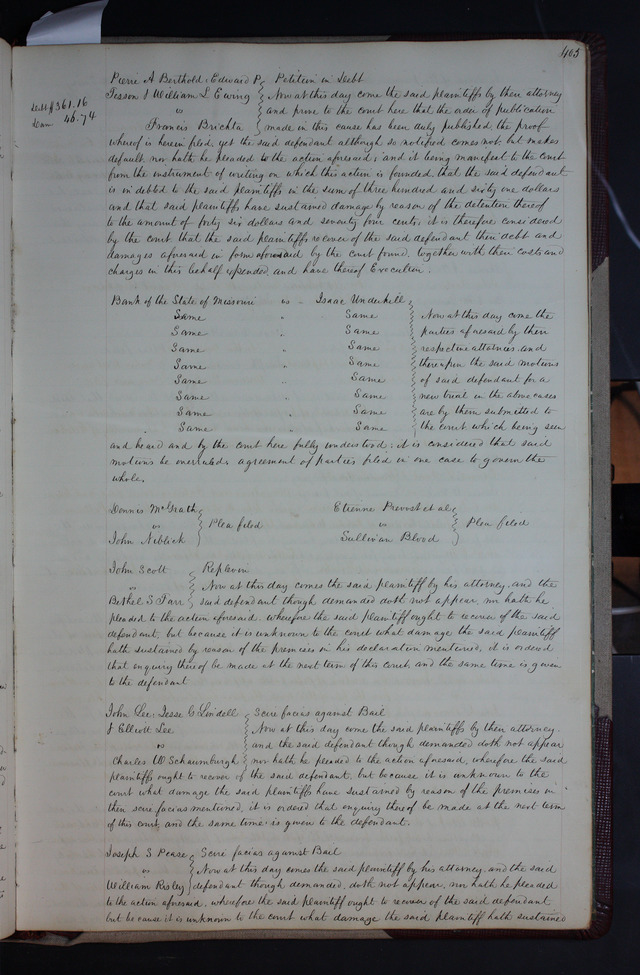 405
Debt $361.16
Dam 46.74
Pierre A Berthold, Edward P. Petition in Debt
Tesson & William L Ewing Now at this day come the said plaintiffs by their attorney
vs and prove to the court here that the order of publication
Francis Brichta made in this cause has been duly published, the proof
whereof is herein filed, yet the said defendant although so notified comes not, but makes
default, nor hath he pleaded to the action aforesaid; and it being manifest to the court
from the instrument of writing on which this action is founded that the said defendant
is indebted to the said plaintiffs in the sum of three hundred and sixty one dollars
and that said plaintiffs have sustained damage by reason of the detention thereof
to the amount of forty six dollars and seventy four cents, it is therefore considered
by the court that the said plaintiffs recover of the said defendant their debt and
damages aforesaid in form aforesaid by the court found, together with their costs and
charges in this behalf expended, and have thereof Execution.
Bank of the State of Missouri vs Isaac Underhill
Same " Same Now at this day come the
Same " Same parties aforesaid by their
Same " Same respective attornies, and
Same " Same thereupon the said motions
Same " Same of said defendant for a
Same " Same new trial in the above cases
Same " Same are by them submitted to
Same " Same the court which being seen
and heard and by the court here fully understood; it is considered that said
motions be overruled, agreement of parties filed in one case to govern the
whole.
Dennis McGrath Etienne Provost et al
vs Plea filed vs Plea filed
John Niblick Sullivan Blood
John Scott Replevin
vs Now at this day comes the said plaintiff by his attorney, and the
Bethel S Farr said defendant though demanded doth not appear, nor hath he
pleaded to the action aforesaid, wherefore the said plaintiff ought to recover of the said
defendant, but because it is unknown to the court what damage the said plaintiff
hath sustained by reason of the premises in his declaration mentioned, it is ordered
that enquiry thereof be made at the next term of this court, and the same time is given
to the defendant
John Lee, Jesse G Lindell Scire facias against Bail
& Elliott Lee Now at this day come the said plaintiffs by their attorney,
vs and the said defendant though demanded doth not appear
Charles W Schaumburgh nor hath he pleaded to the action aforesaid, wherefore the said
plaintiffs ought to recover of the said defendant, but because it is unknown to the
court what damage the said plaintiffs have sustained by reason of the premises in
their scire facias mentioned, it is ordered that enquiry thereof be made at the next term
of this court, and the same time is given to the defendant.
Joseph S Pease Scire facias against Bail
vs Now at this day comes the said plaintiff by his attorney, and the said
William Risley defendant though demanded, doth not appear, nor hath he pleaded
to the action aforesaid, wherefore the said plaintiff ought to recover of the said defendant
but because it is unknown to the court what damage the said plaintiff hath sustained